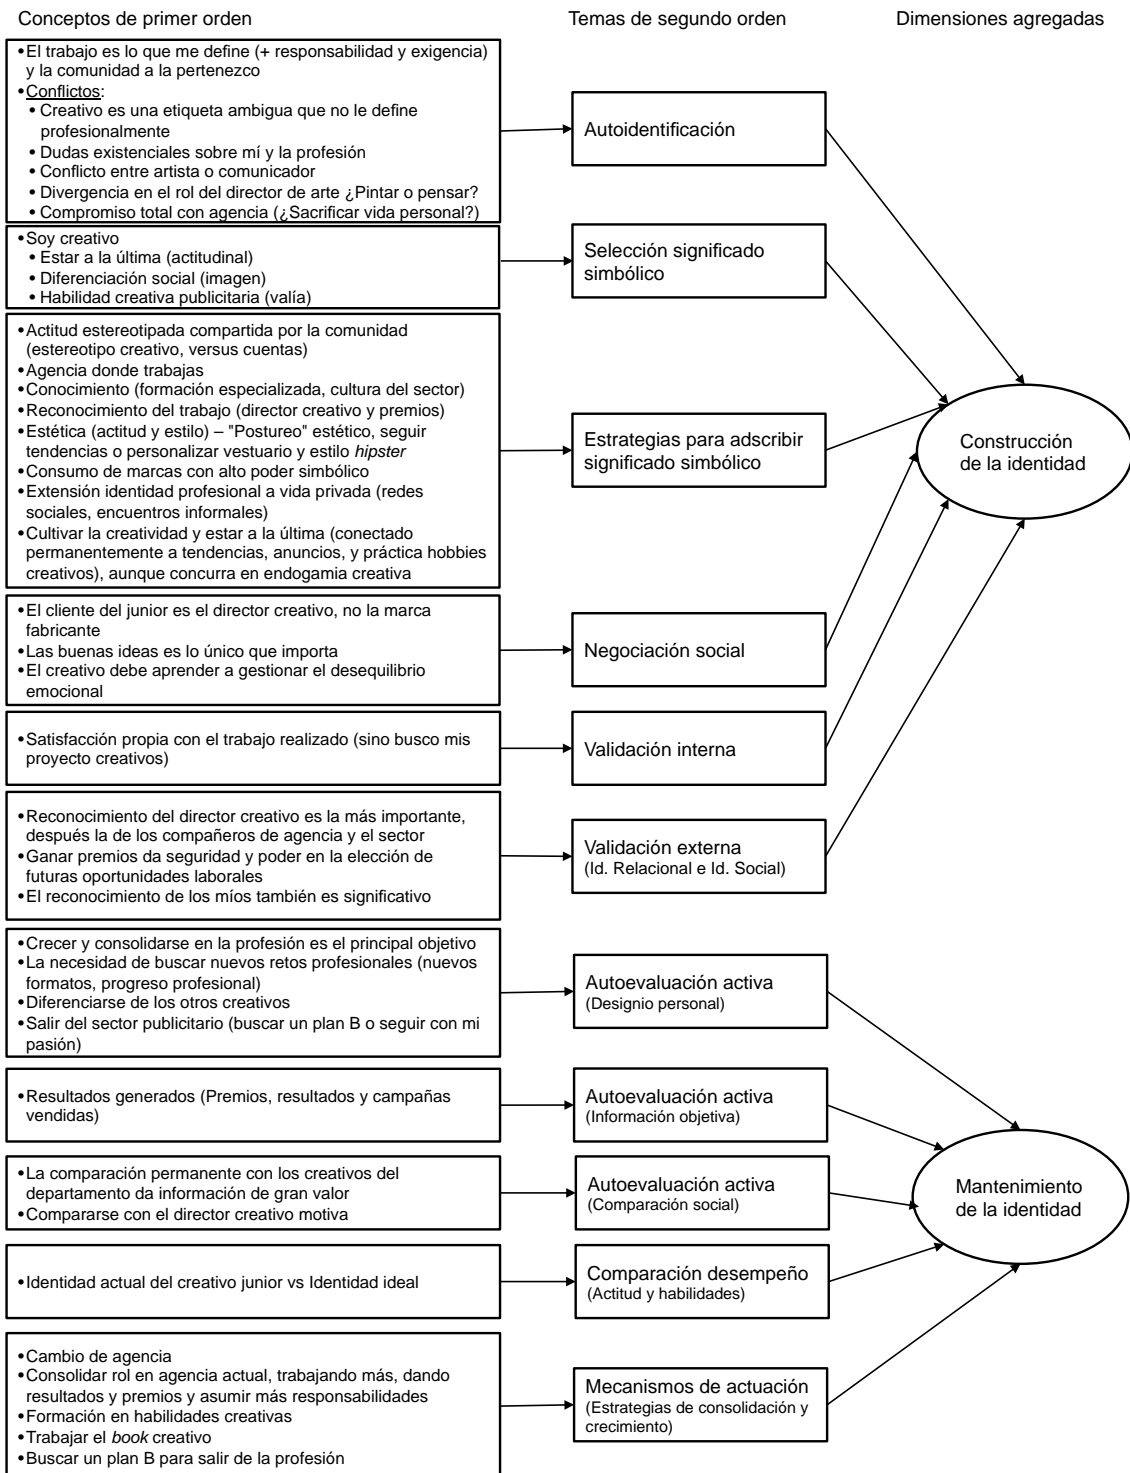 Conceptos de primer orden
Temas de segundo orden
Dimensiones agregadas
•El trabajo es lo que me define (+ responsabilidad y exigencia)
y la comunidad a la pertenezco
•Conflictos:
• Creativo es una etiqueta ambigua que no le define
profesionalmente
• Dudas existenciales sobre mí y la profesión
• Conflicto entre artista o comunicador
• Divergencia en el rol del director de arte ¿Pintar o pensar?
• Compromiso total con agencia (¿Sacrificar vida personal?)
Autoidentificación
•Soy creativo
• Estar a la última (actitudinal)
• Diferenciación social (imagen)
• Habilidad creativa publicitaria (valía)
Selección significado
simbólico
•Actitud estereotipada compartida por la comunidad
(estereotipo creativo, versus cuentas)
•Agencia donde trabajas
•Conocimiento (formación especializada, cultura del sector)
•Reconocimiento del trabajo (director creativo y premios)
•Estética (actitud y estilo) – "Postureo" estético, seguir
tendencias o personalizar vestuario y estilo hipster
•Consumo de marcas con alto poder simbólico
•Extensión identidad profesional a vida privada (redes
sociales, encuentros informales)
•Cultivar la creatividad y estar a la última (conectado
permanentemente a tendencias, anuncios, y práctica hobbies
creativos), aunque concurra en endogamia creativa
Estrategias para adscribir
significado simbólico
Construcción
de la identidad
•El cliente del junior es el director creativo, no la marca
fabricante
•Las buenas ideas es lo único que importa
•El creativo debe aprender a gestionar el desequilibrio
emocional
Negociación social
•Satisfacción propia con el trabajo realizado (sino busco mis
proyecto creativos)
Validación interna
•Reconocimiento del director creativo es la más importante,
después la de los compañeros de agencia y el sector
•Ganar premios da seguridad y poder en la elección de
futuras oportunidades laborales
•El reconocimiento de los míos también es significativo
Validación externa
(Id. Relacional e Id. Social)
•Crecer y consolidarse en la profesión es el principal objetivo
•La necesidad de buscar nuevos retos profesionales (nuevos
formatos, progreso profesional)
•Diferenciarse de los otros creativos
•Salir del sector publicitario (buscar un plan B o seguir con mi
pasión)
Autoevaluación activa
(Designio personal)
•Resultados generados (Premios, resultados y campañas
vendidas)
Autoevaluación activa
(Información objetiva)
•La comparación permanente con los creativos del
departamento da información de gran valor
•Compararse con el director creativo motiva
Autoevaluación activa
(Comparación social)
Mantenimiento
de la identidad
•Identidad actual del creativo junior vs Identidad ideal
Comparación desempeño
(Actitud y habilidades)
•Cambio de agencia
•Consolidar rol en agencia actual, trabajando más, dando
resultados y premios y asumir más responsabilidades
•Formación en habilidades creativas
•Trabajar el book creativo
•Buscar un plan B para salir de la profesión
Mecanismos de actuación
(Estrategias de consolidación y
crecimiento)